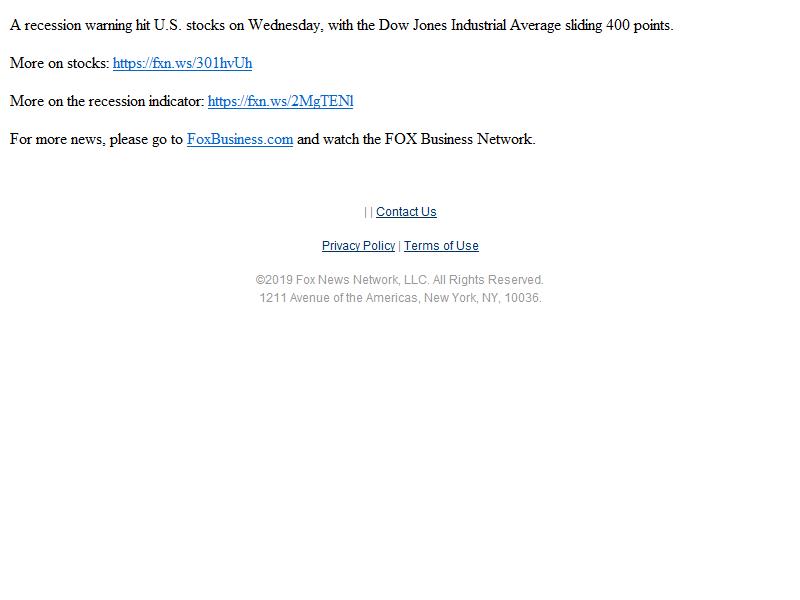 A recession warning hit U.S. stocks on Wednesday, with the Dow Jones Industrial Average sliding 400 points.
More on stocks: https://fxn.ws/301hvUh
More on the recession indicator: https://fxn.ws/2MgTENl
For more news, please go to FoxBusiness.com and watch the FOX Business Network.
| | Contact Us
Privacy Policy | Terms of Use
©2019 Fox News Network, LLC. All Rights Reserved.
1211 Avenue of the Americas, New York, NY, 10036.